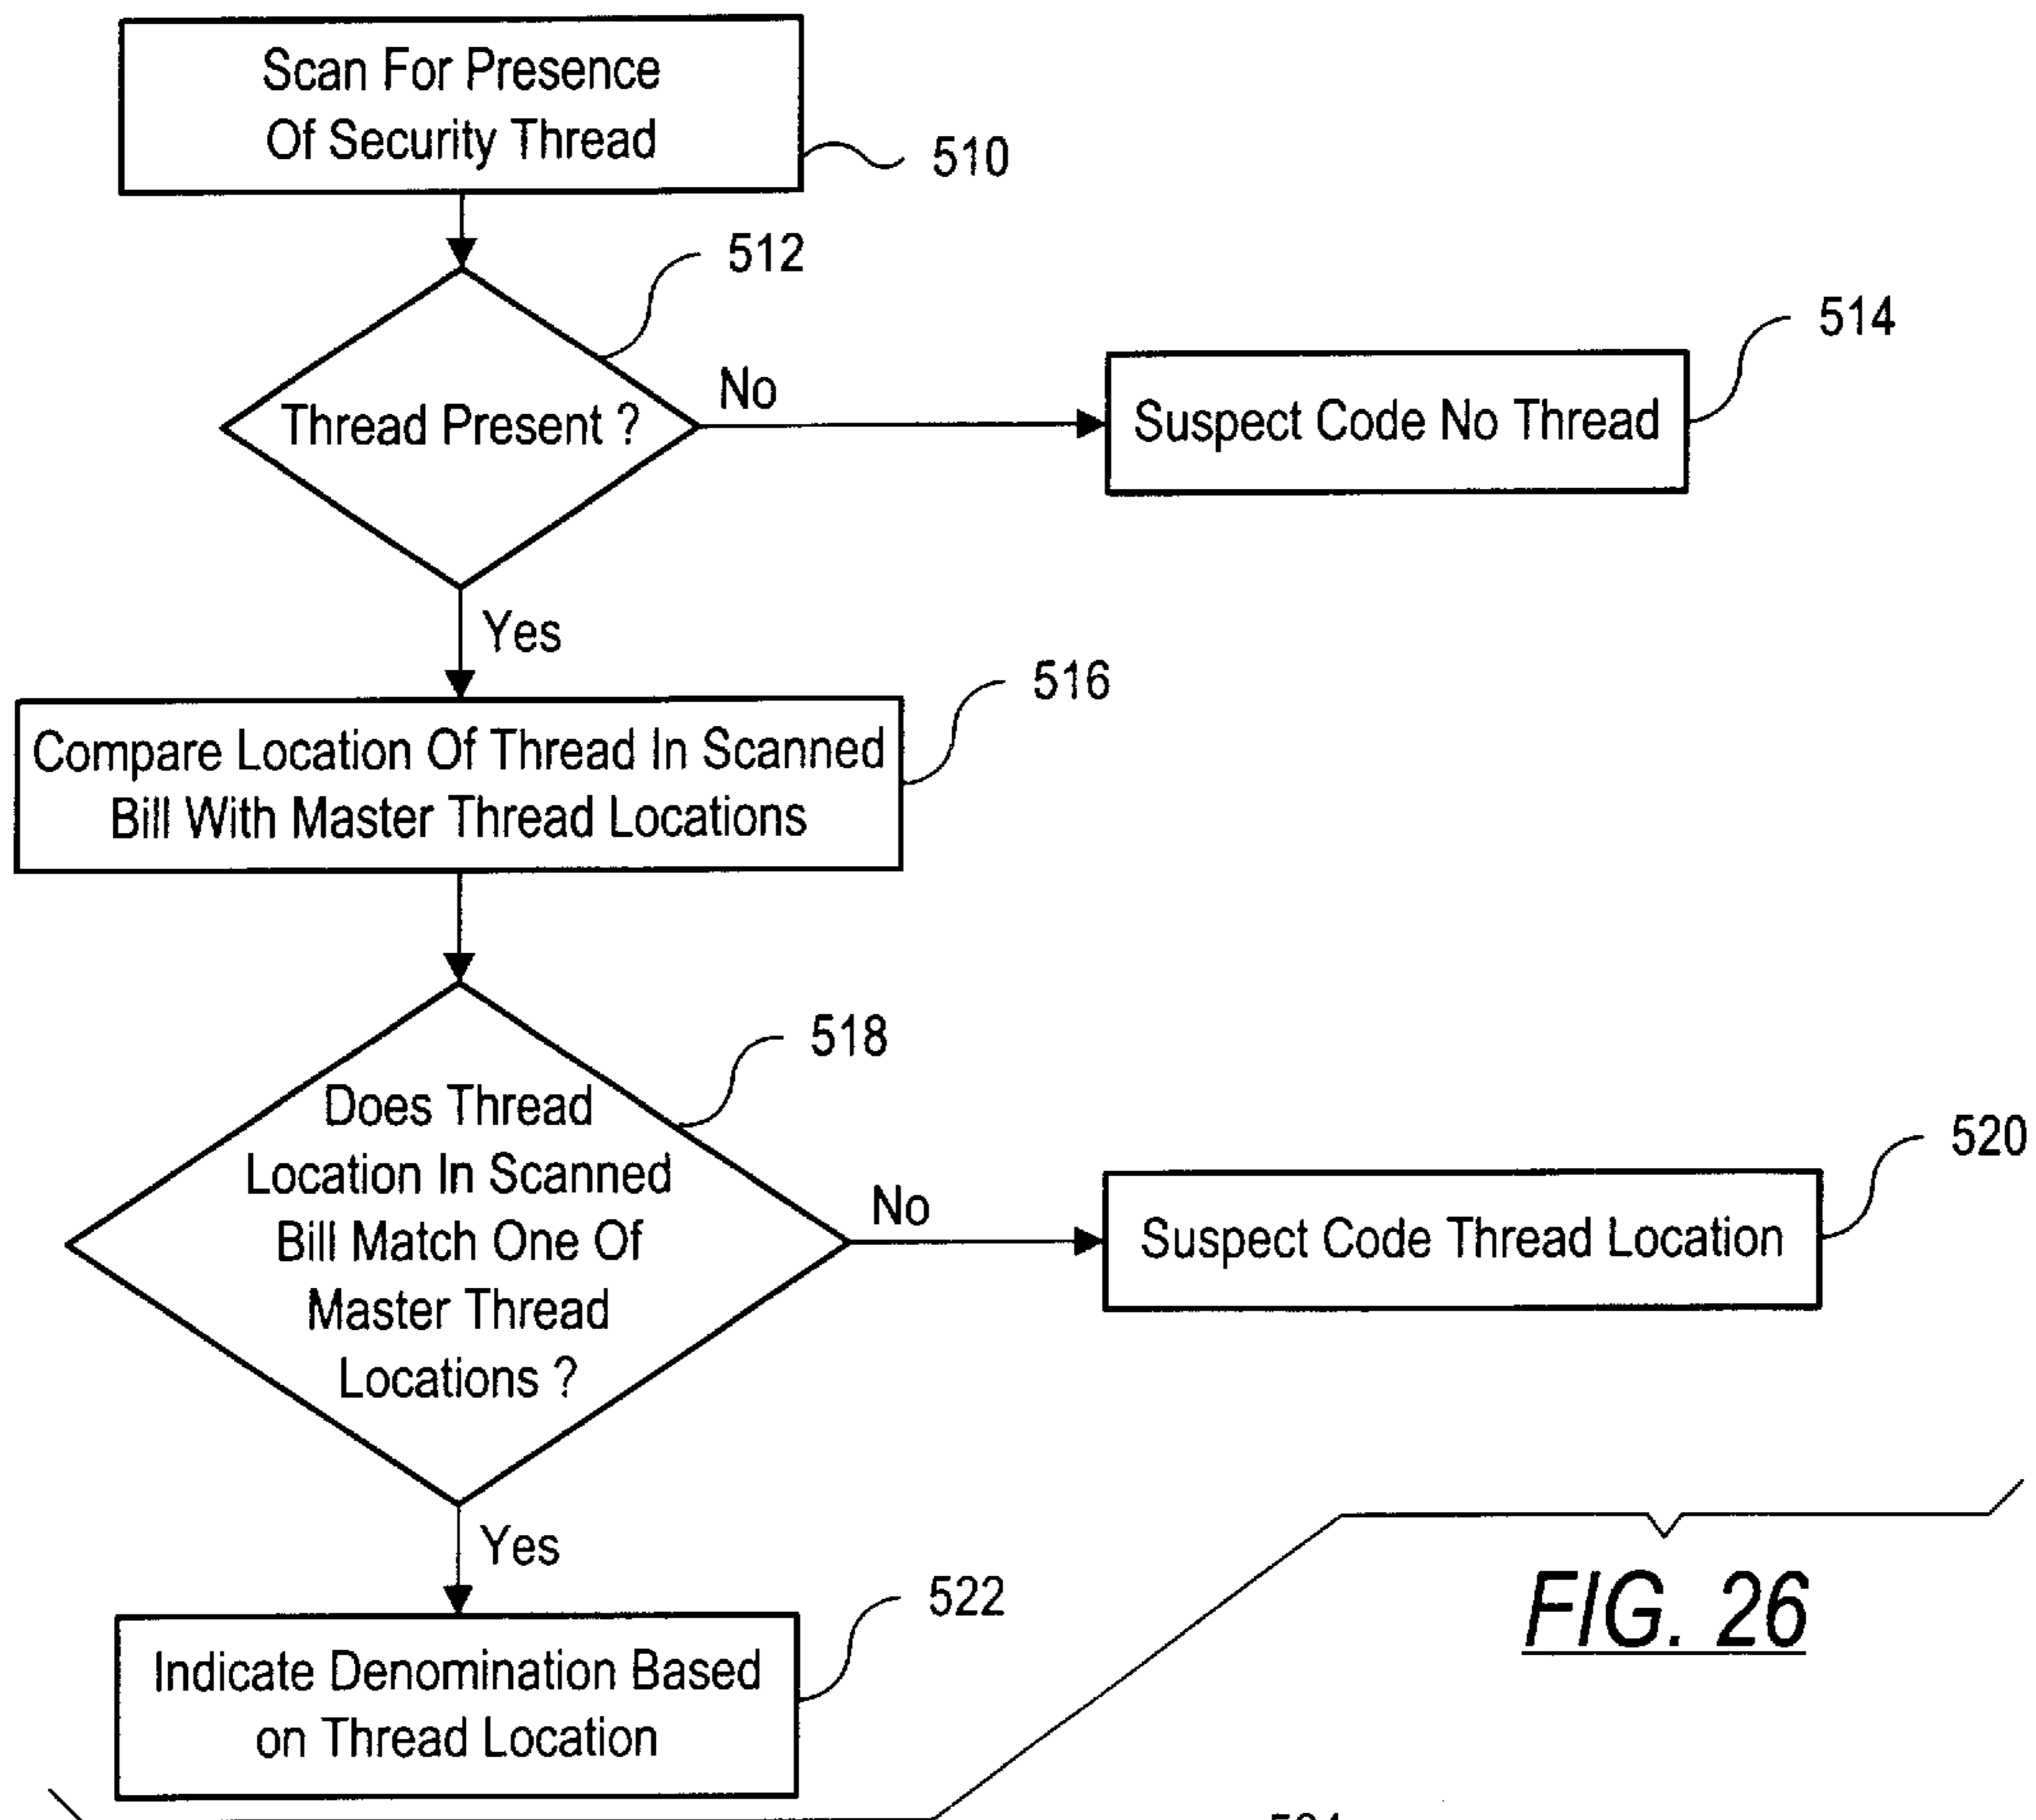 Scan For Presence
Of Security Thread
510
512
Thread Present ?
No
514
Suspect Code No Thread
Yes
516
Compare Location Of Thread In Scanned
Bill With Master Thread Locations
518
Does Thread
Location In Scanned
Bill Match One Of
Master Thread
Locations ?
No
520
Suspect Code Thread Location
Yes
522
Indicate Denomination Based
on Thread Location
FIG. 26